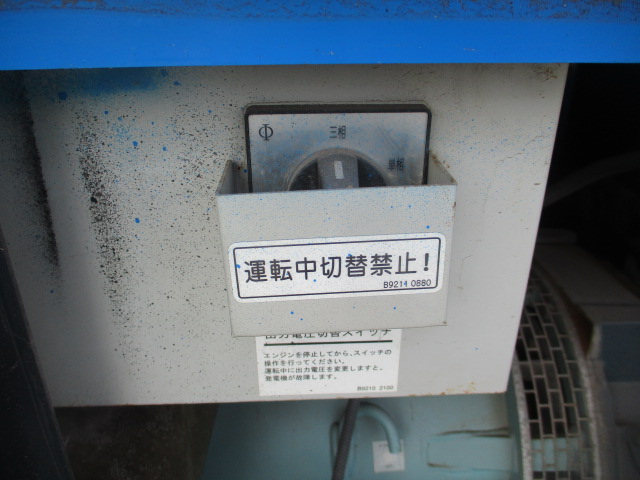 Φ
三相
単相
運転中切替禁止!
B9214 0880
出力電圧切替スイッチ
エンジンを停止してから、スイッチの
操作を行ってください。
運転中に出力電圧を変更しますと、
発電機が故障します。
B9210 2100